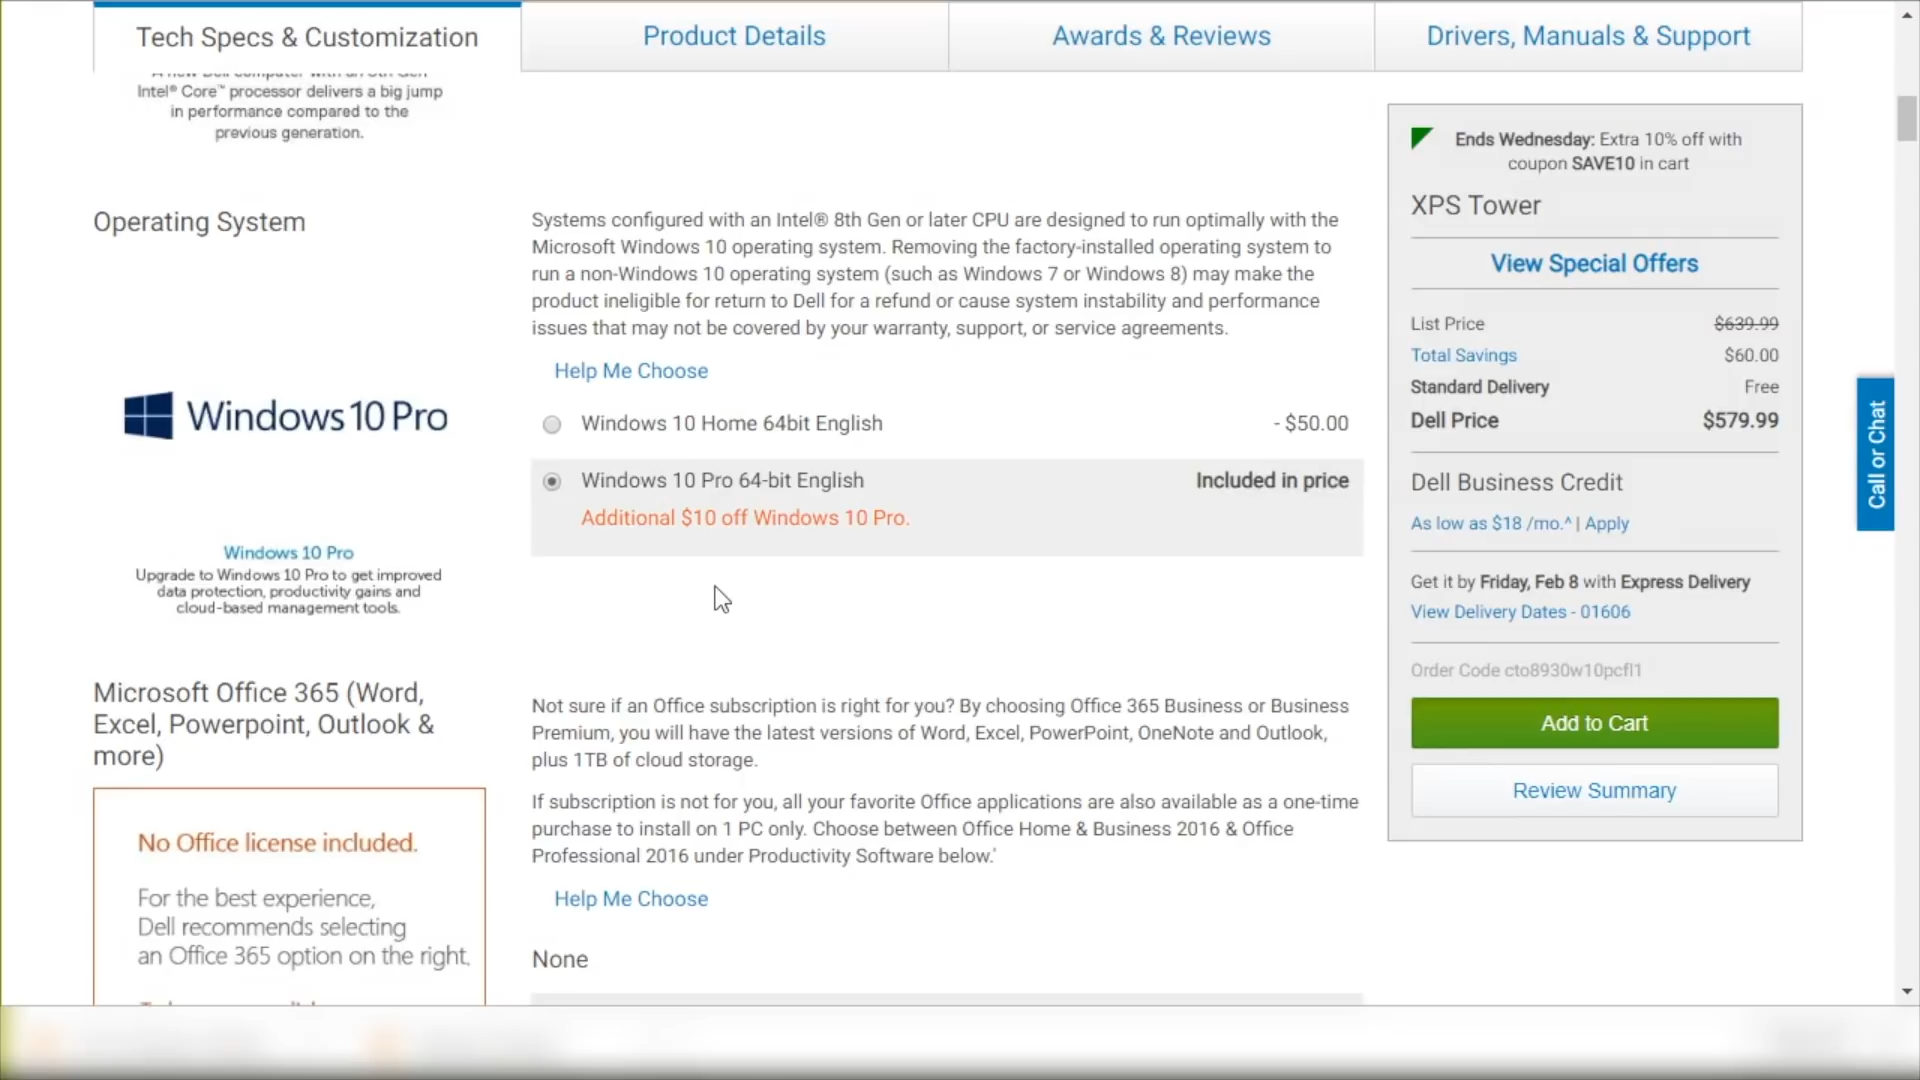 Tech Specs & Customization
Product Details
Awards & Reviews
Drivers, Manuals & Support
A new Dell computer with an 8th Gen
Intel® Core™ processor delivers a big jump
in performance compared to the
previous generation.
Operating System
Systems configured with an Intel® 8th Gen or later CPU are designed to run optimally with the
Microsoft Windows 10 operating system. Removing the factory-installed operating system to
run a non-Windows 10 operating system (such as Windows 7 or Windows 8) may make the
product ineligible for return to Dell for a refund or cause system instability and performance
issues that may not be covered by your warranty, support, or service agreements.
Help Me Choose
Windows 10 Home 64bit English
- $50.00
Windows 10 Pro
Windows 10 Pro 64-bit English
Included in price
Additional $10 off Windows 10 Pro.
Windows 10 Pro
Upgrade to Windows 10 Pro to get improved
data protection, productivity gains and
cloud-based management tools.
Microsoft Office 365 (Word,
Excel, Powerpoint, Outlook &
more)
Not sure if an Office subscription is right for you? By choosing Office 365 Business or Business
Premium, you will have the latest versions of Word, Excel, PowerPoint, OneNote and Outlook,
plus 1TB of cloud storage.
If subscription is not for you, all your favorite Office applications are also available as a one-time
purchase to install on 1 PC only. Choose between Office Home & Business 2016 & Office
Professional 2016 under Productivity Software below.'
Help Me Choose
None
No Office license included.
For the best experience,
Dell recommends selecting
an Office 365 option on the right.
Ends Wednesday: Extra 10% off with
coupon SAVE10 in cart
XPS Tower
View Special Offers
List Price $639.99
Total Savings $60.00
Standard Delivery Free
Dell Price $579.99
Dell Business Credit
As low as $18 /mo.^ | Apply
Get it by Friday, Feb 8 with Express Delivery
View Delivery Dates - 01606
Order Code cto8930w10pcfl1
Add to Cart
Review Summary
Call or Chat